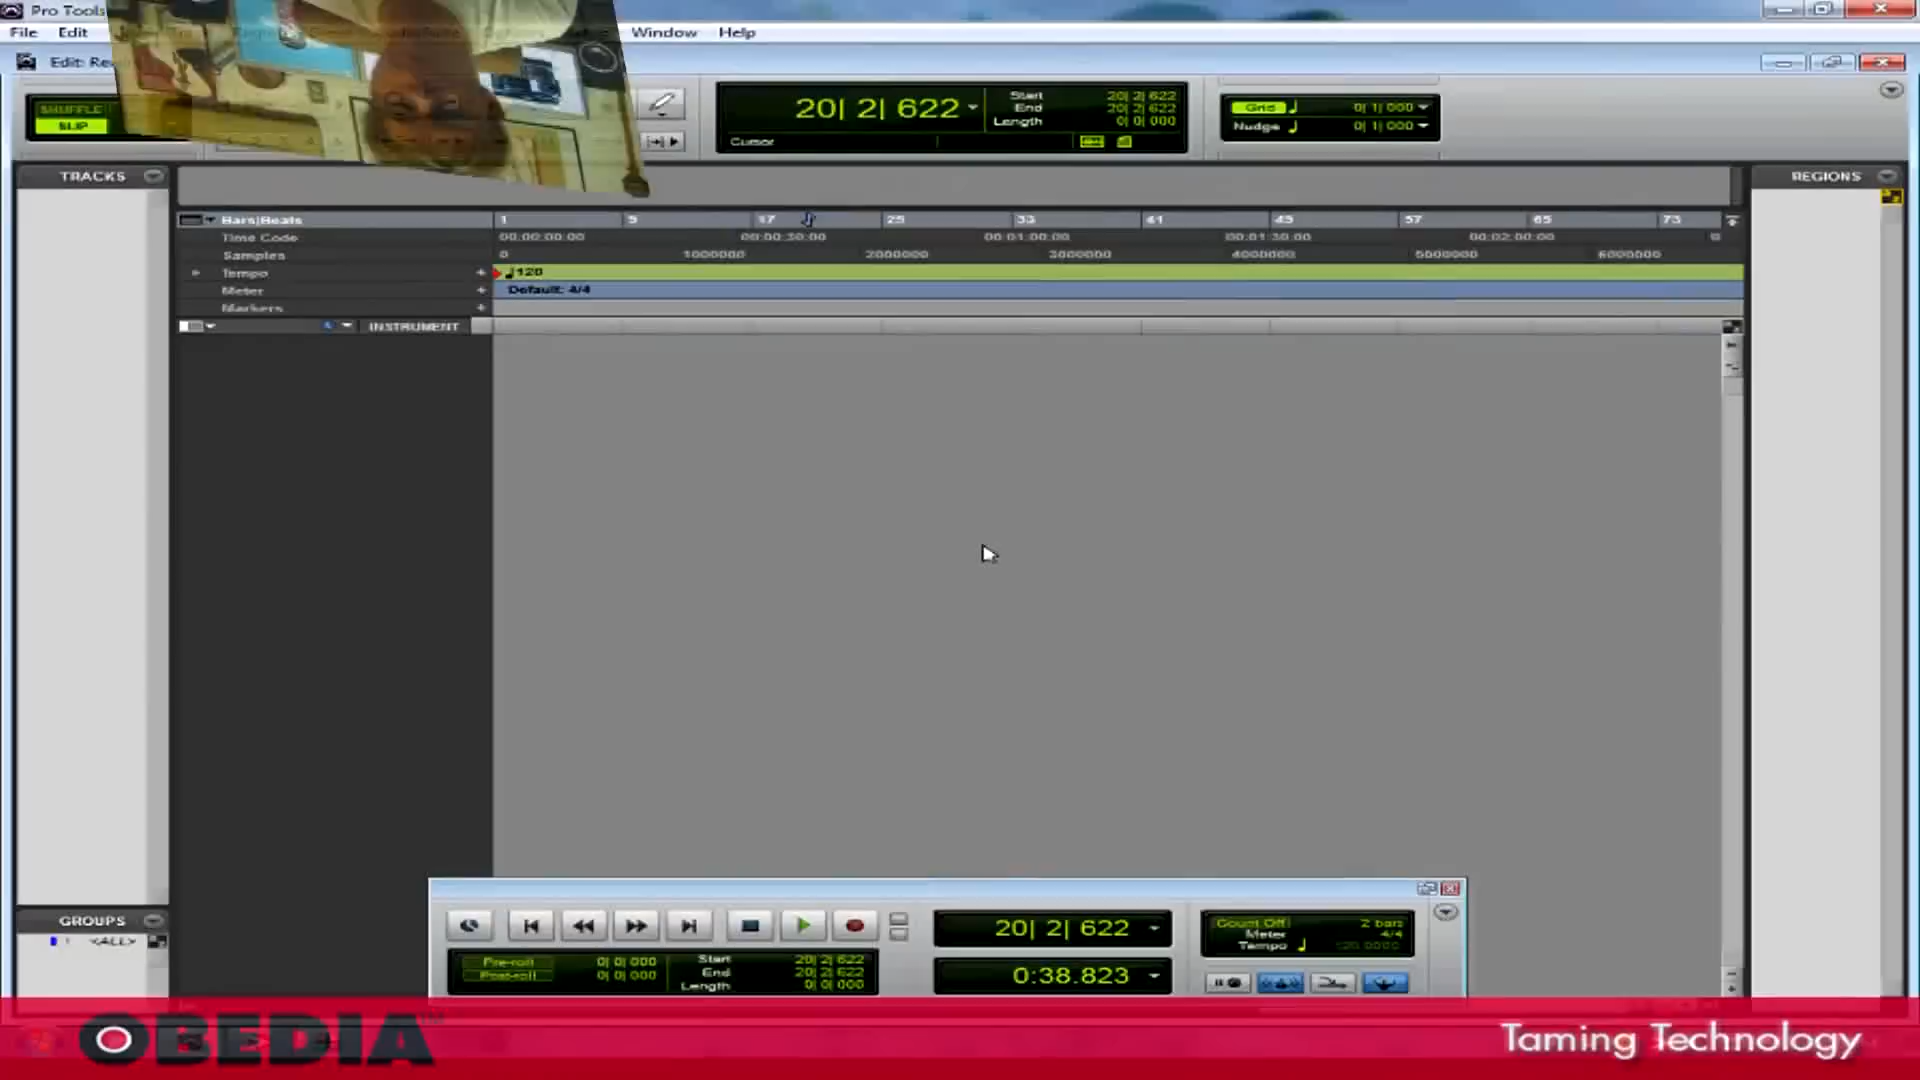 Pro Tools
File Edit Window Help
Edit: Re
SHUFFLE
SLIP
20| 2| 622
Start 20| 2| 622
End 20| 2| 622
Length 0| 0| 000
Cursor
Grid 0| 1| 000
Nudge 0| 1| 000
TRACKS
REGIONS
Bars|Beats 1 9 17 25 33 41 49 57 65 73
Time Code 00:00:00:00 00:00:30:00 00:01:00:00 00:01:30:00 00:02:00:00
Samples 0 1000000 2000000 3000000 4000000 5000000 6000000
Tempo 120
Meter Default: 4/4
Markers
INSTRUMENT
GROUPS
1 <ALL>
20| 2| 622
0:38.823
Count Off 2 bars
Meter 4/4
Tempo 120.0000
Pre-roll 0| 0| 000
Post-roll 0| 0| 000
Start 20| 2| 622
End 20| 2| 622
Length 0| 0| 000
OBEDIA™
Taming Technology